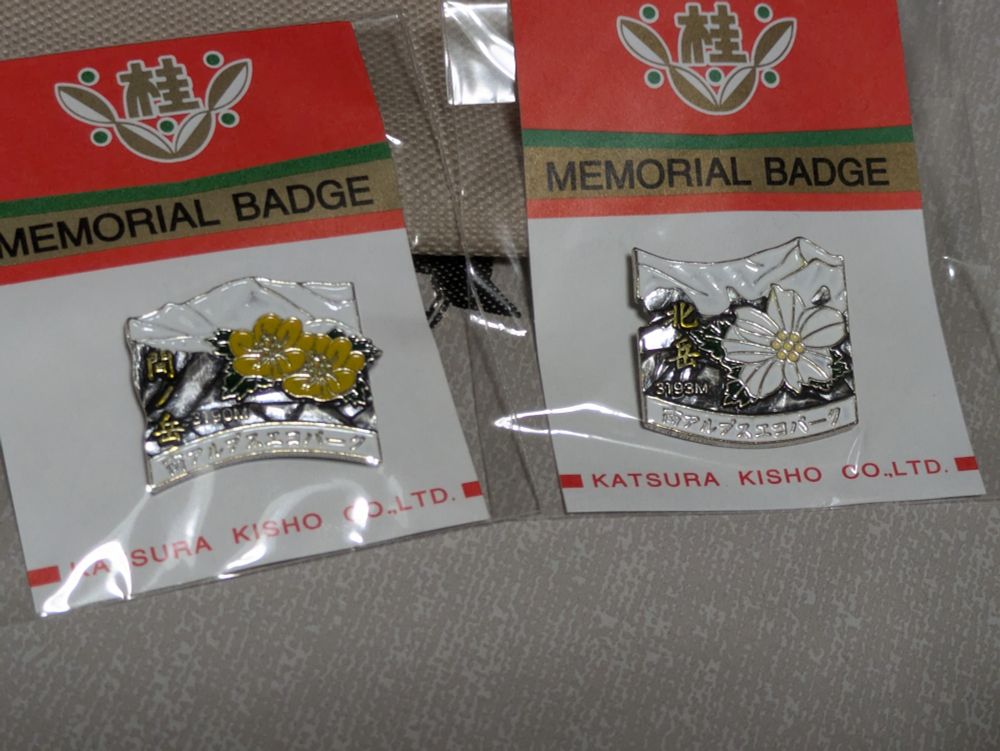 桂
MEMORIAL BADGE
間ノ岳
3190M
南アルプスエコパーク
KATSURA KISHO CO.,LTD.
桂
MEMORIAL BADGE
北岳
3193M
南アルプスエコパーク
KATSURA KISHO CO.,LTD.